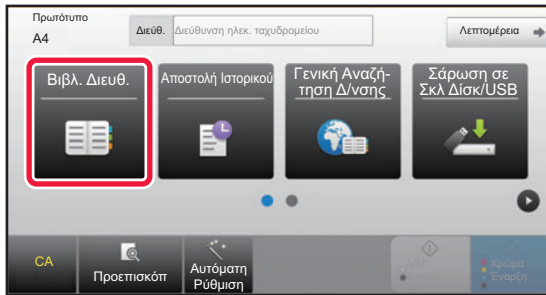 Πρωτότυπο
A4
Διεύθ.
Διεύθυνση ηλεκ. ταχυδρομείου
Λεπτομέρεια
Βιβλ. Διευθ.
Αποστολή Ιστορικού
Γενική Αναζή-
τηση Δ/νσης
Σάρωση σε
Σκλ Δίσκ/USB
CA
Προεπισκόπ
Αυτόματη
Ρύθμιση
Χρώμα
Έναρξη